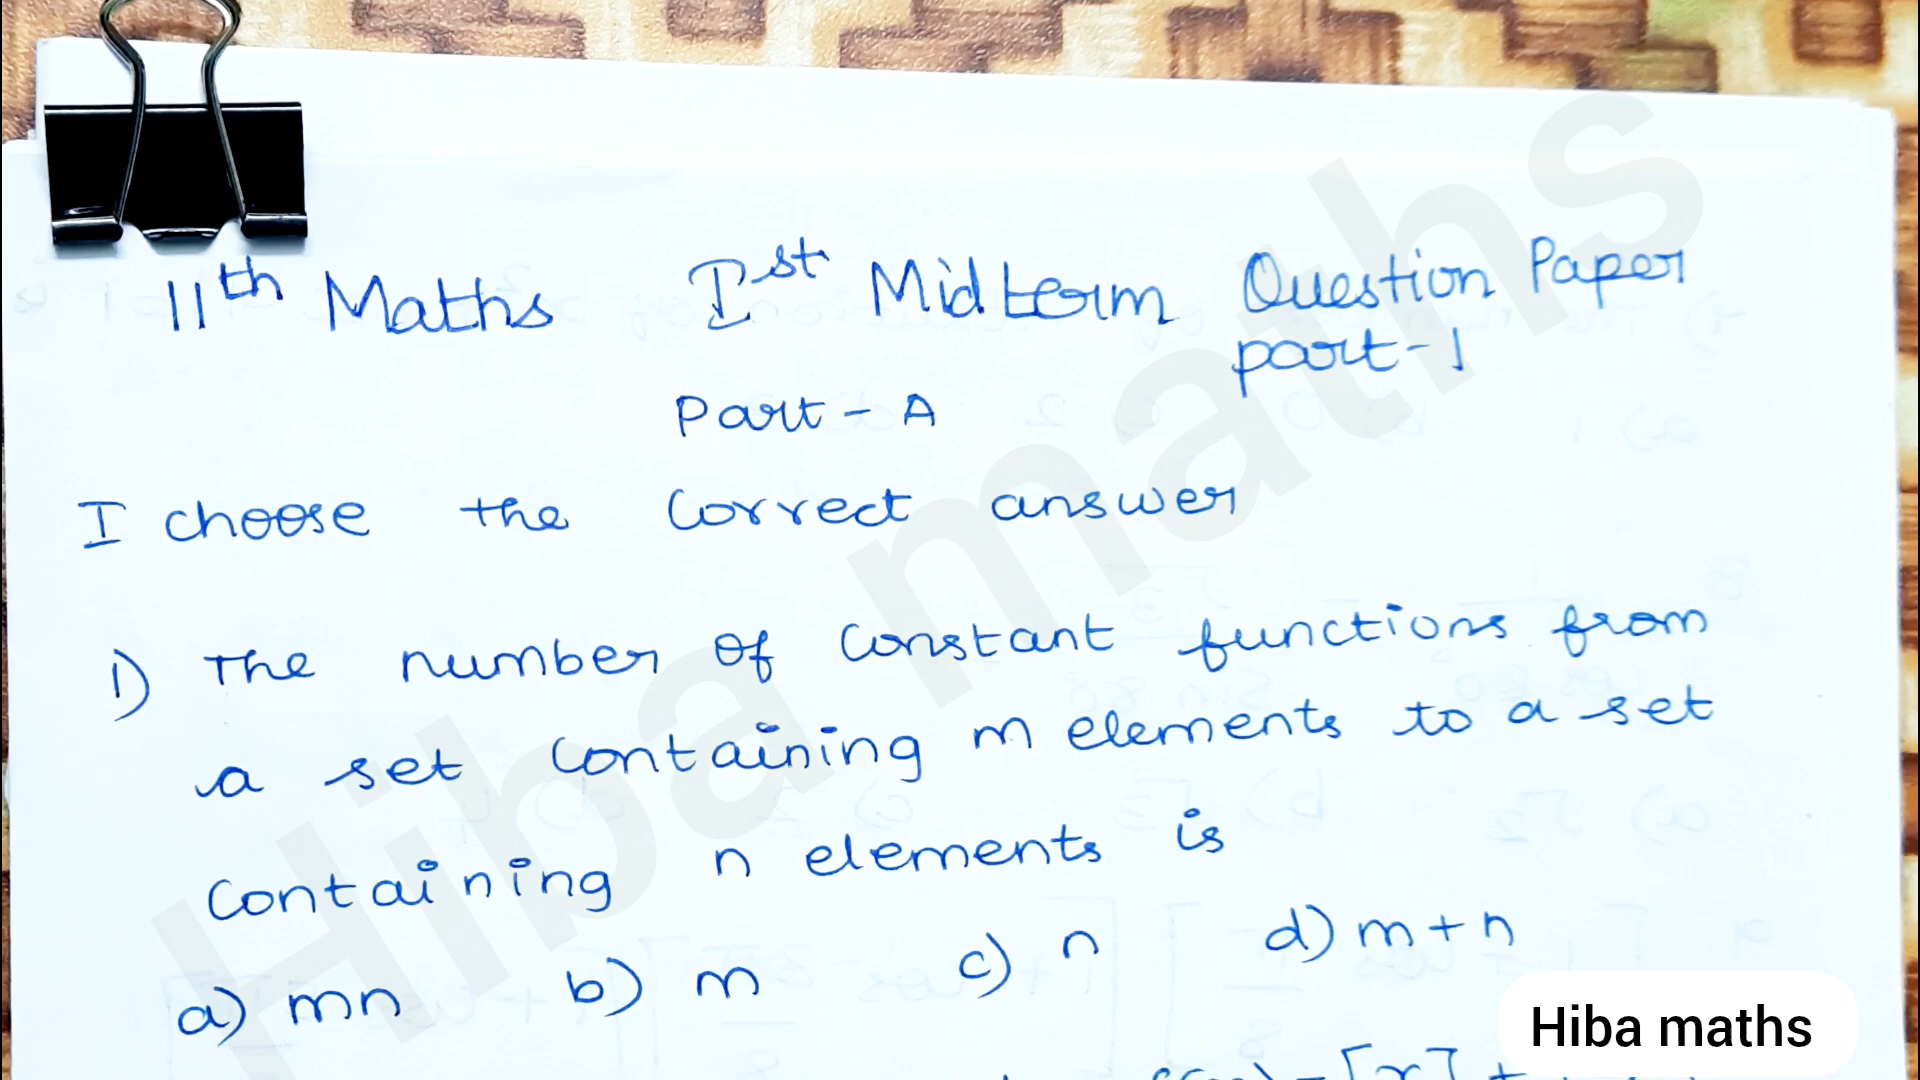 11th Maths Ist Midterm Question Paper
part-1
Part - A
I choose the correct answer
1) The number of constant functions from
a set containing m elements to a set
containing n elements is
a) mn b) m c) n d) m+n
Hiba maths
Hiba maths